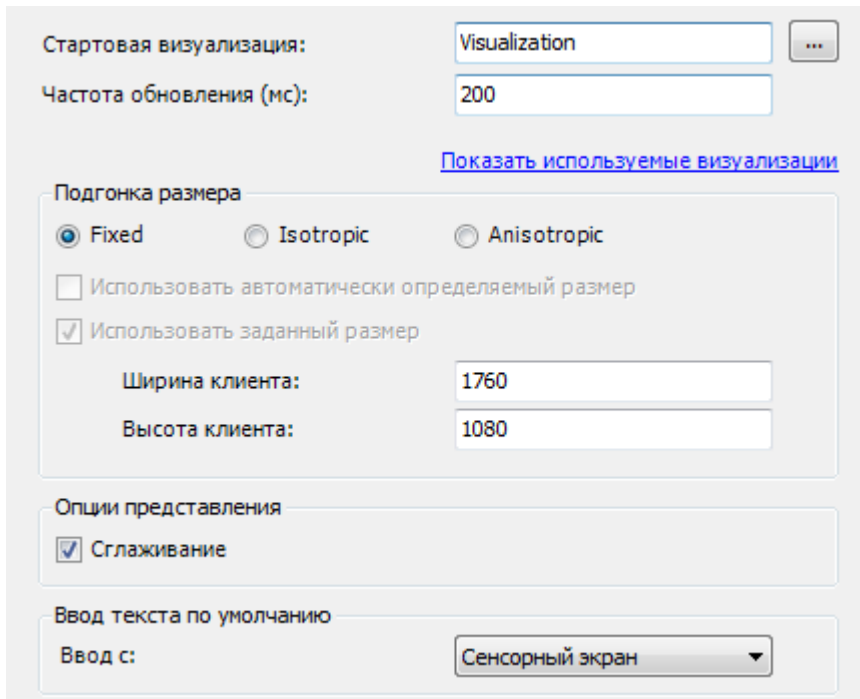 Стартовая визуализация: Visualization ...
Частота обновления (мс): 200
Показать используемые визуализации
Подгонка размера
Fixed Isotropic Anisotropic
Использовать автоматически определяемый размер
Использовать заданный размер
Ширина клиента: 1760
Высота клиента: 1080
Опции представления
Сглаживание
Ввод текста по умолчанию
Ввод с: Сенсорный экран